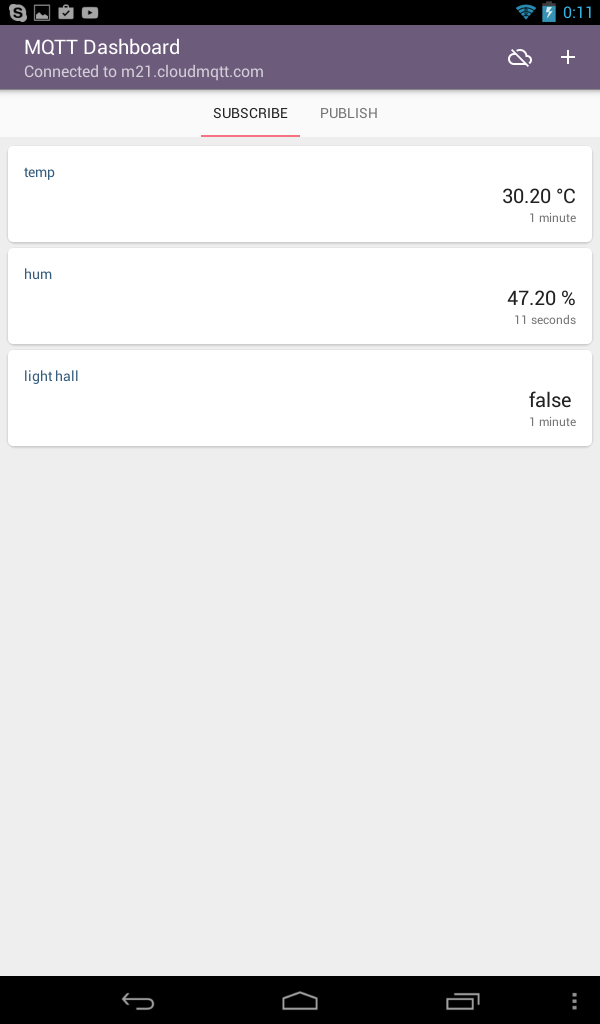 0:11
MQTT Dashboard
Connected to m21.cloudmqtt.com
SUBSCRIBE PUBLISH
temp
30.20 °C
1 minute
hum
47.20 %
11 seconds
light hall
false
1 minute